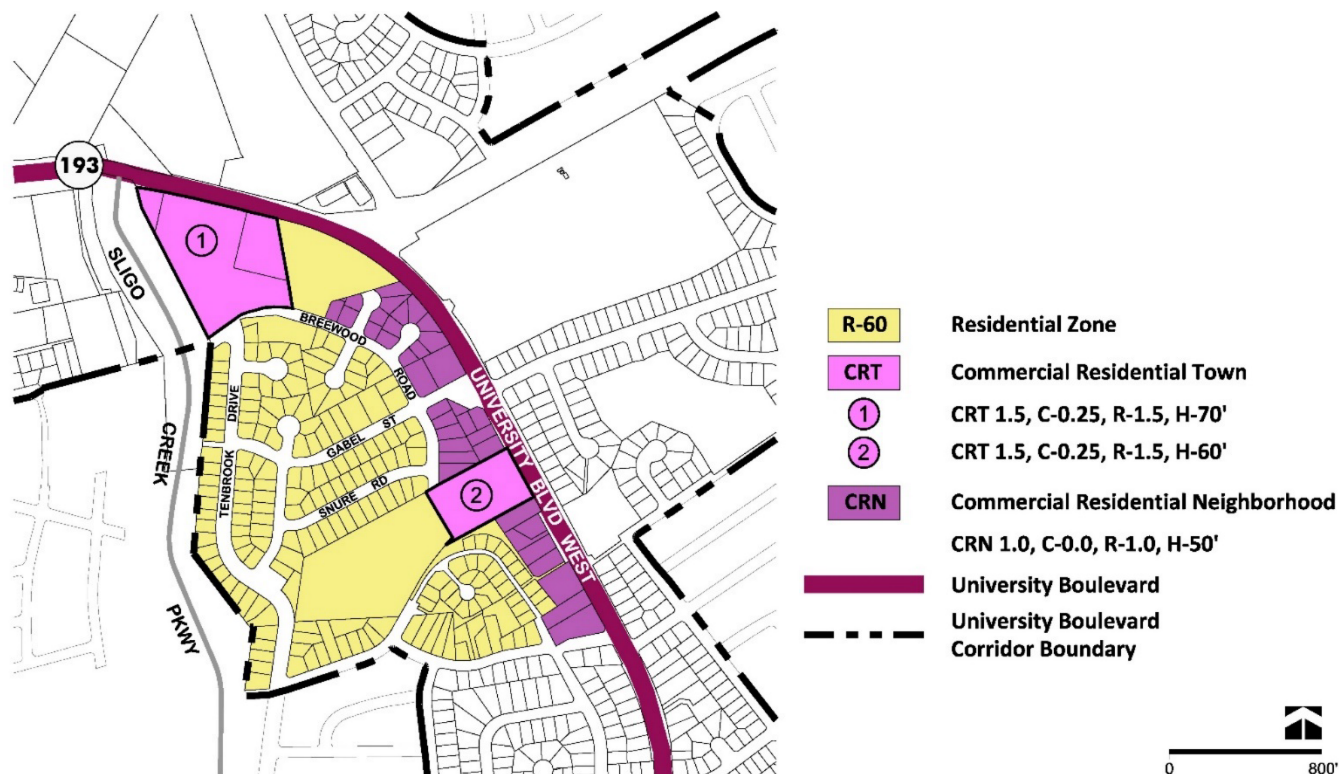 193
1
SLIGO
CREEK
PKWY
BREEWOOD
ROAD
UNIVERSITY BLVD WEST
DRIVE
TENBROOK
GABEL ST
SNURE RD
2
R-60 Residential Zone
CRT Commercial Residential Town
1 CRT 1.5, C-0.25, R-1.5, H-70'
2 CRT 1.5, C-0.25, R-1.5, H-60'
CRN Commercial Residential Neighborhood
CRN 1.0, C-0.0, R-1.0, H-50'
University Boulevard
University Boulevard
Corridor Boundary
0 800'